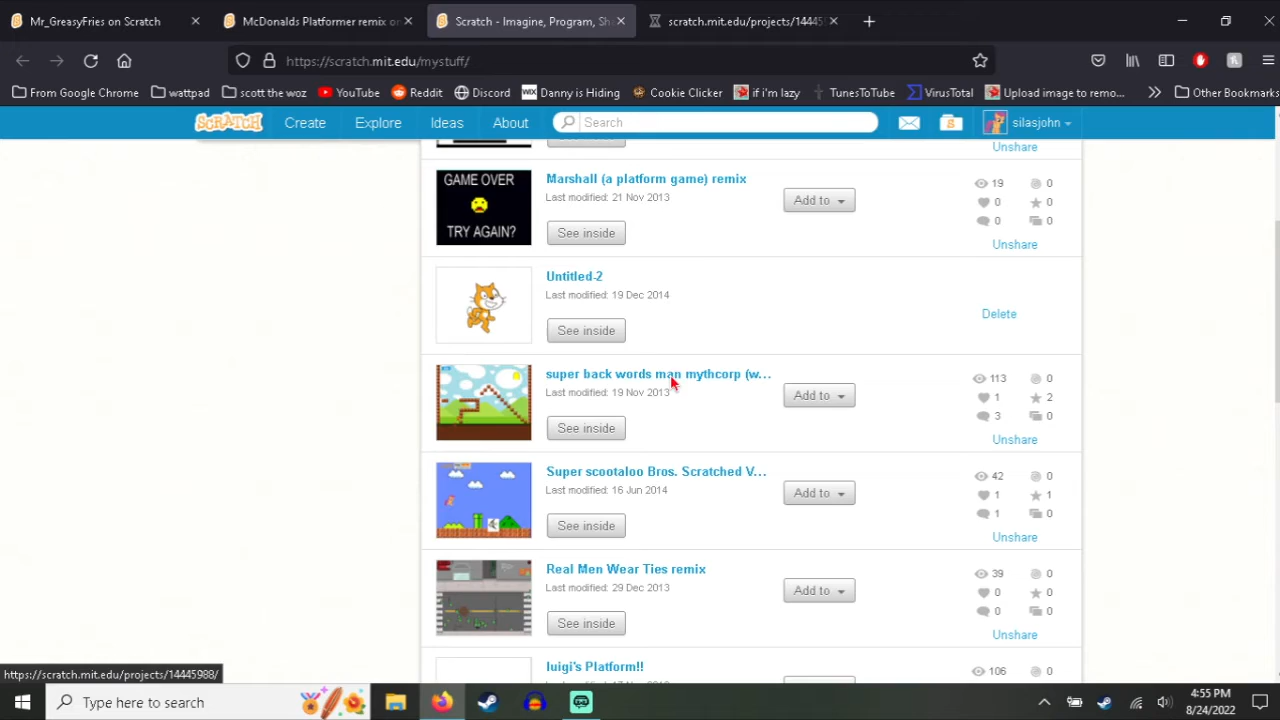 Mr_GreasyFries on Scratch
McDonalds Platformer remix on
Scratch - Imagine, Program, Sh
scratch.mit.edu/projects/14445
https://scratch.mit.edu/mystuff/
From Google Chrome
wattpad
scott the woz
YouTube
Reddit
Discord
WIX Danny is Hiding
Cookie Clicker
if i'm lazy
TunesToTube
VirusTotal
Upload image to remo...
Other Bookmarks
SCRATCH
Create
Explore
Ideas
About
Search
silasjohn
Unshare
GAME OVER
TRY AGAIN?
Marshall (a platform game) remix
Last modified: 21 Nov 2013
See inside
Add to
19
0
0
0
0
0
Unshare
Untitled-2
Last modified: 19 Dec 2014
See inside
Delete
super back words man mythcorp (w...
Last modified: 19 Nov 2013
See inside
Add to
113
0
1
2
3
0
Unshare
Super scootaloo Bros. Scratched V...
Last modified: 16 Jun 2014
See inside
Add to
42
0
1
1
1
0
Unshare
Real Men Wear Ties remix
Last modified: 29 Dec 2013
See inside
Add to
39
0
0
0
0
0
Unshare
luigi's Platform!!
106
0
https://scratch.mit.edu/projects/14445988/
Type here to search
4:55 PM
8/24/2022